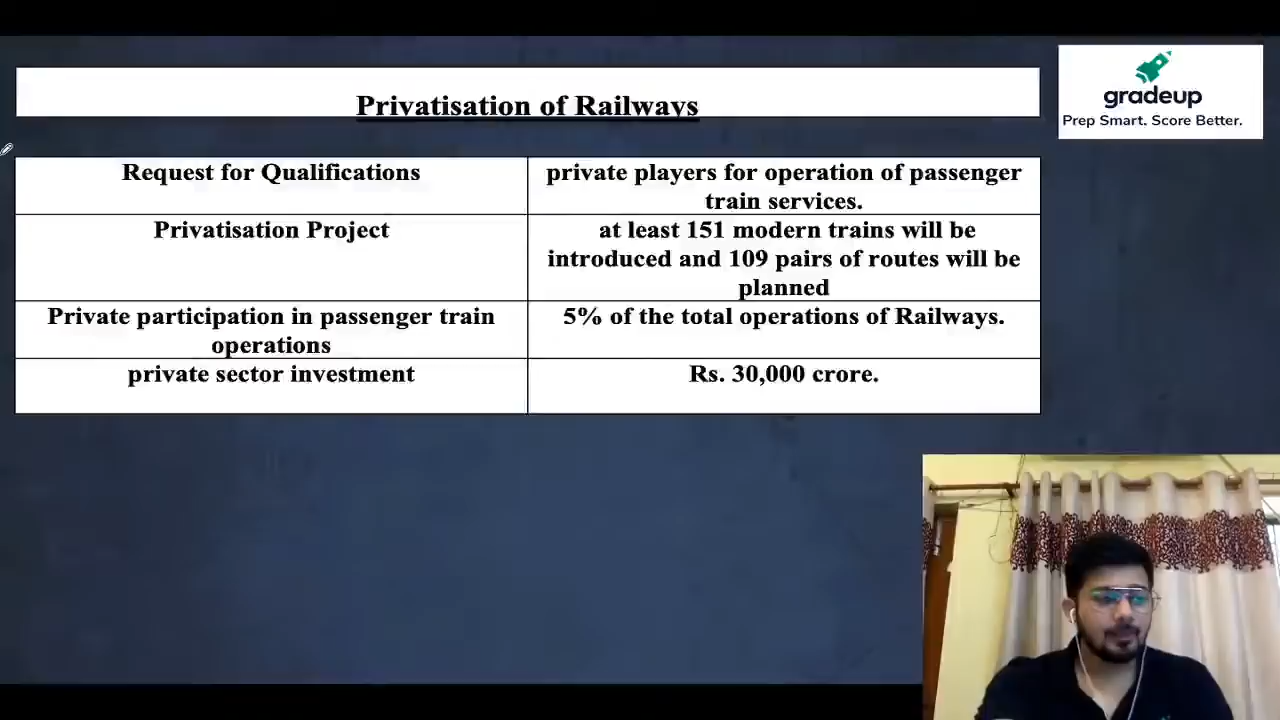 Privatisation of Railways
gradeup
Prep Smart. Score Better.
Request for Qualifications
private players for operation of passenger
train services.
Privatisation Project
at least 151 modern trains will be
introduced and 109 pairs of routes will be
planned
Private participation in passenger train
operations
5% of the total operations of Railways.
private sector investment
Rs. 30,000 crore.